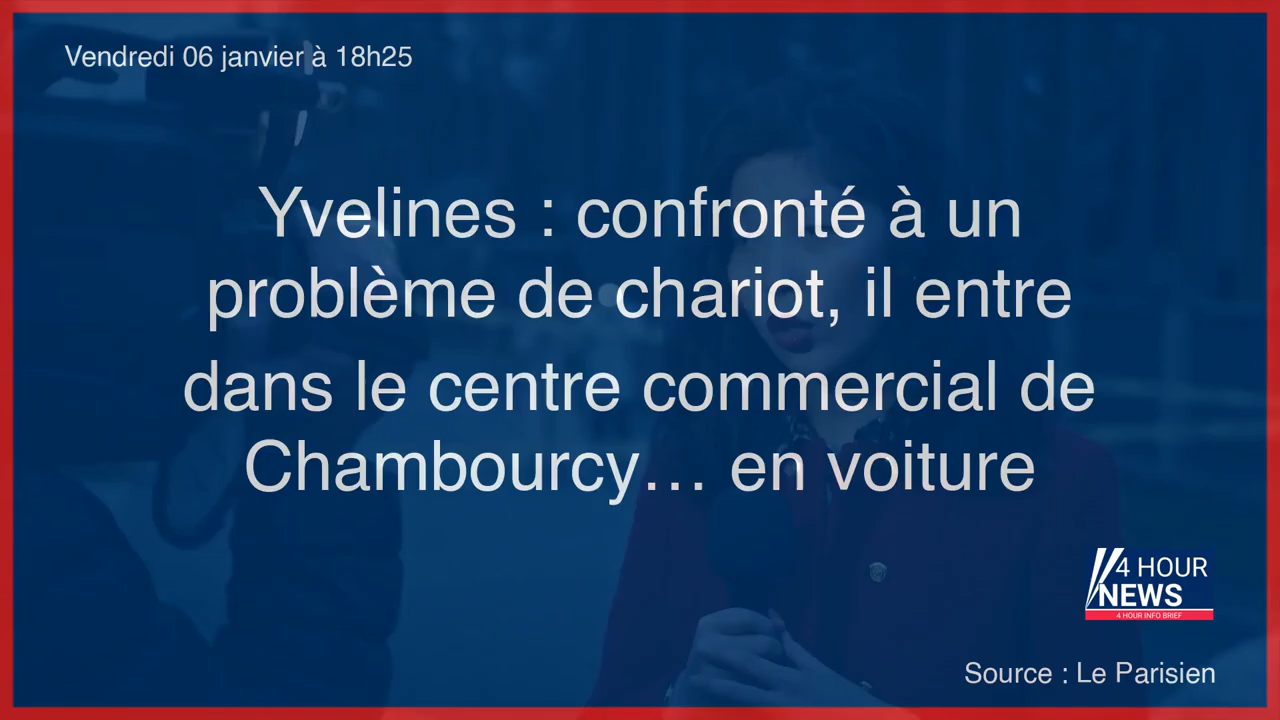 Vendredi 06 janvier à 18h25
Yvelines : confronté à un
problème de chariot, il entre
dans le centre commercial de
Chambourcy… en voiture
4 HOUR
NEWS
4 HOUR INFO BRIEF
Source : Le Parisien